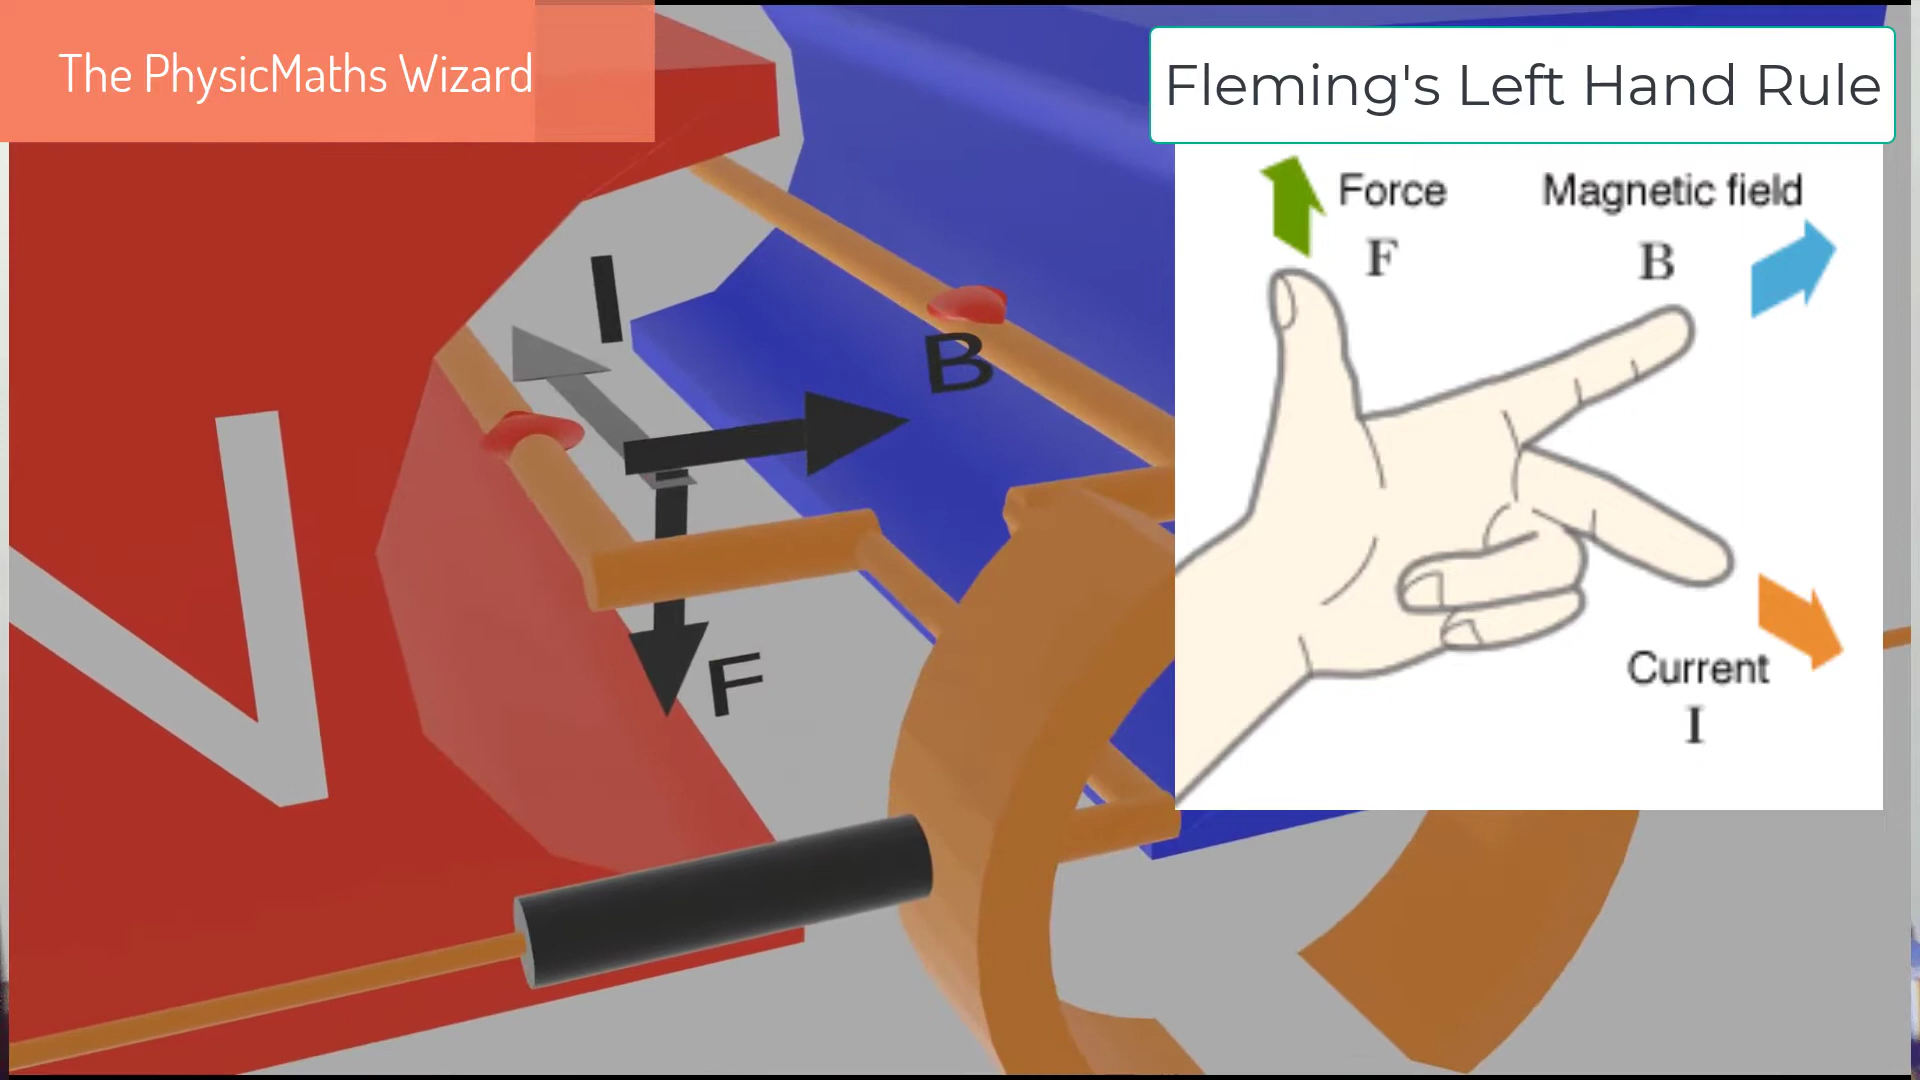 The PhysicMaths Wizard
Fleming's Left Hand Rule
Force
F
Magnetic field
B
Current
I
I
B
F